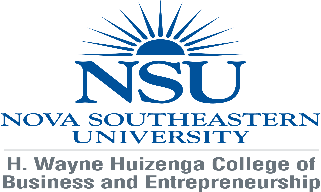 NSU
NOVA SOUTHEASTERN
UNIVERSITY
H. Wayne Huizenga College of
Business and Entrepreneurship